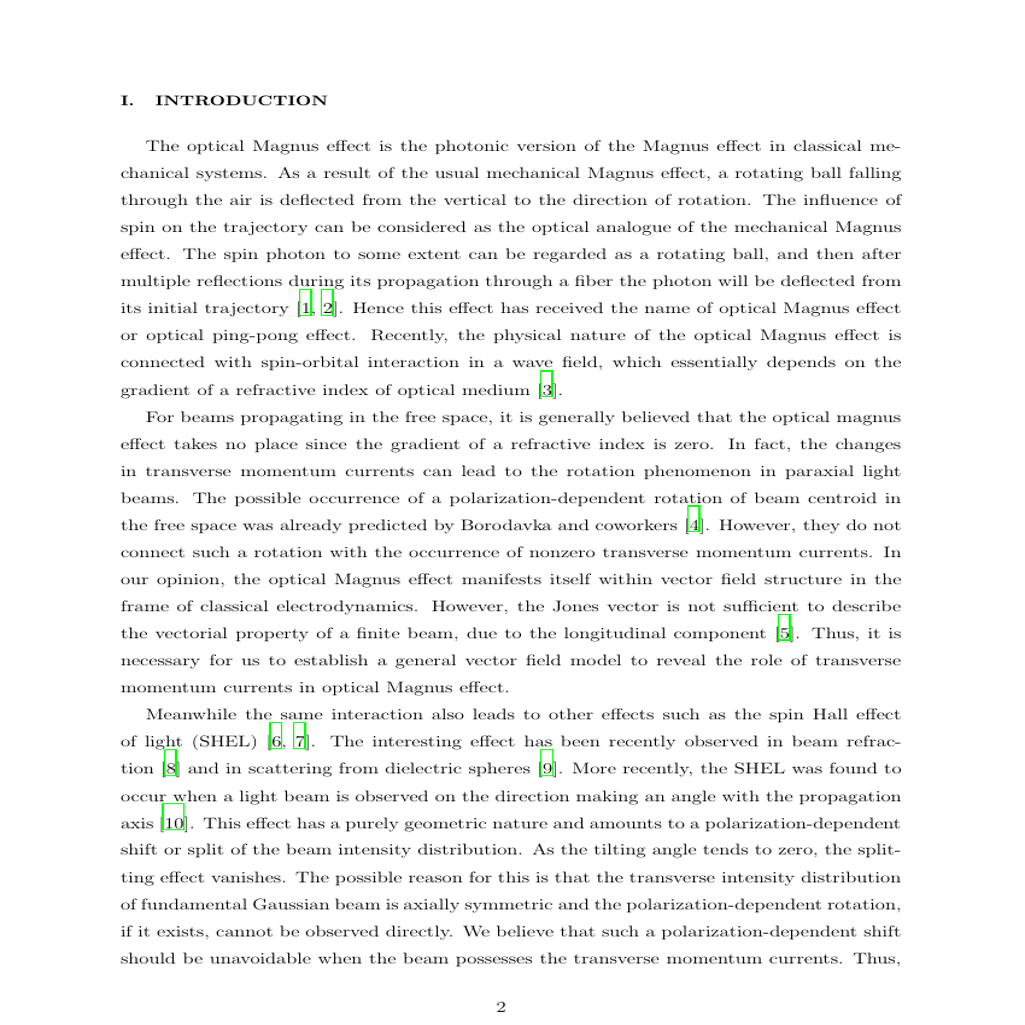 I. INTRODUCTION
The optical Magnus effect is the photonic version of the Magnus effect in classical me-
chanical systems. As a result of the usual mechanical Magnus effect, a rotating ball falling
through the air is deflected from the vertical to the direction of rotation. The influence of
spin on the trajectory can be considered as the optical analogue of the mechanical Magnus
effect. The spin photon to some extent can be regarded as a rotating ball, and then after
multiple reflections during its propagation through a fiber the photon will be deflected from
its initial trajectory [1, 2]. Hence this effect has received the name of optical Magnus effect
or optical ping-pong effect. Recently, the physical nature of the optical Magnus effect is
connected with spin-orbital interaction in a wave field, which essentially depends on the
gradient of a refractive index of optical medium [3].
For beams propagating in the free space, it is generally believed that the optical magnus
effect takes no place since the gradient of a refractive index is zero. In fact, the changes
in transverse momentum currents can lead to the rotation phenomenon in paraxial light
beams. The possible occurrence of a polarization-dependent rotation of beam centroid in
the free space was already predicted by Borodavka and coworkers [4]. However, they do not
connect such a rotation with the occurrence of nonzero transverse momentum currents. In
our opinion, the optical Magnus effect manifests itself within vector field structure in the
frame of classical electrodynamics. However, the Jones vector is not sufficient to describe
the vectorial property of a finite beam, due to the longitudinal component [5]. Thus, it is
necessary for us to establish a general vector field model to reveal the role of transverse
momentum currents in optical Magnus effect.
Meanwhile the same interaction also leads to other effects such as the spin Hall effect
of light (SHEL) [6, 7]. The interesting effect has been recently observed in beam refrac-
tion [8] and in scattering from dielectric spheres [9]. More recently, the SHEL was found to
occur when a light beam is observed on the direction making an angle with the propagation
axis [10]. This effect has a purely geometric nature and amounts to a polarization-dependent
shift or split of the beam intensity distribution. As the tilting angle tends to zero, the split-
ting effect vanishes. The possible reason for this is that the transverse intensity distribution
of fundamental Gaussian beam is axially symmetric and the polarization-dependent rotation,
if it exists, cannot be observed directly. We believe that such a polarization-dependent shift
should be unavoidable when the beam possesses the transverse momentum currents. Thus,
2